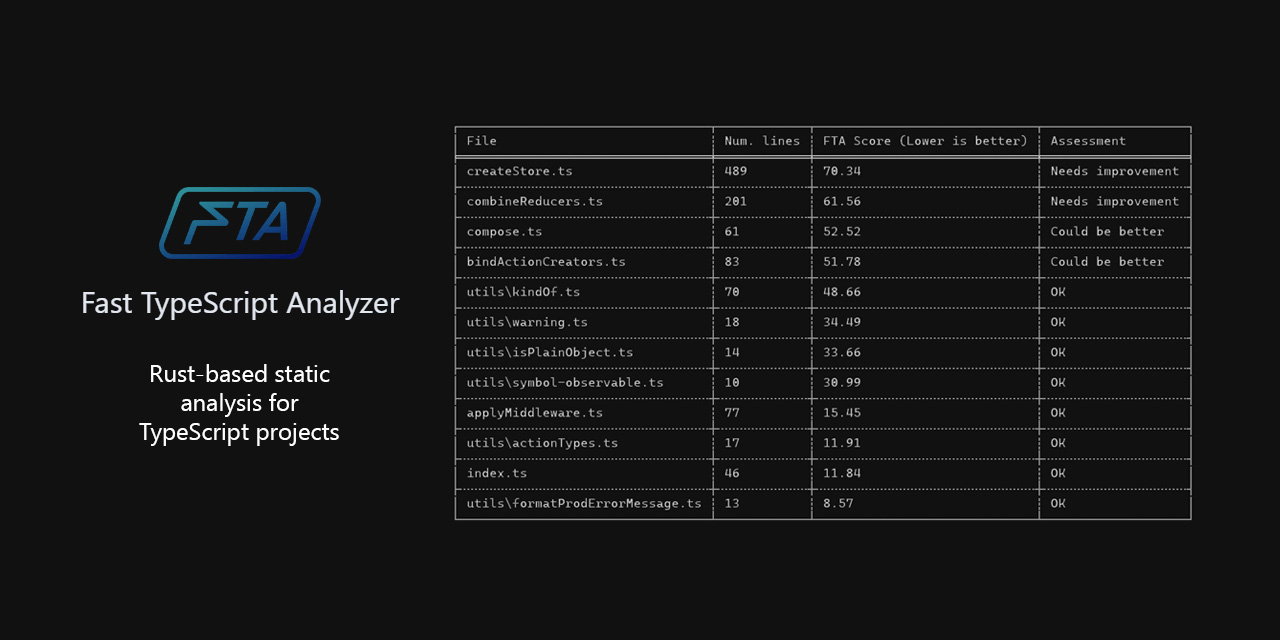 FTA
Fast TypeScript Analyzer
Rust-based static
analysis for
TypeScript projects
File Num. lines FTA Score (Lower is better) Assessment
createStore.ts 489 70.34 Needs improvement
combineReducers.ts 201 61.56 Needs improvement
compose.ts 61 52.52 Could be better
bindActionCreators.ts 83 51.78 Could be better
utils\kindOf.ts 70 48.66 OK
utils\warning.ts 18 34.49 OK
utils\isPlainObject.ts 14 33.66 OK
utils\symbol-observable.ts 10 30.99 OK
applyMiddleware.ts 77 15.45 OK
utils\actionTypes.ts 17 11.91 OK
index.ts 46 11.84 OK
utils\formatProdErrorMessage.ts 13 8.57 OK